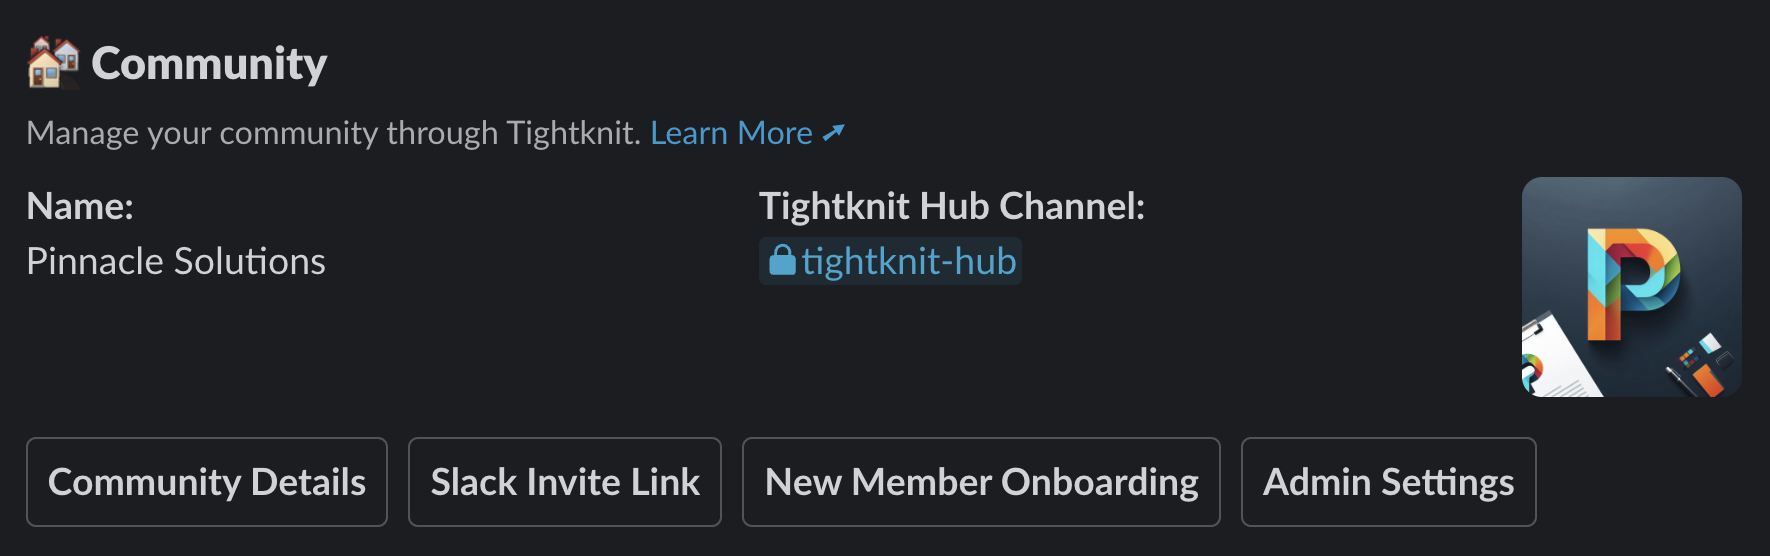 Community
Manage your community through Tightknit. Learn More
Name:
Pinnacle Solutions
Tightknit Hub Channel:
tightknit-hub
P
Community Details
Slack Invite Link
New Member Onboarding
Admin Settings